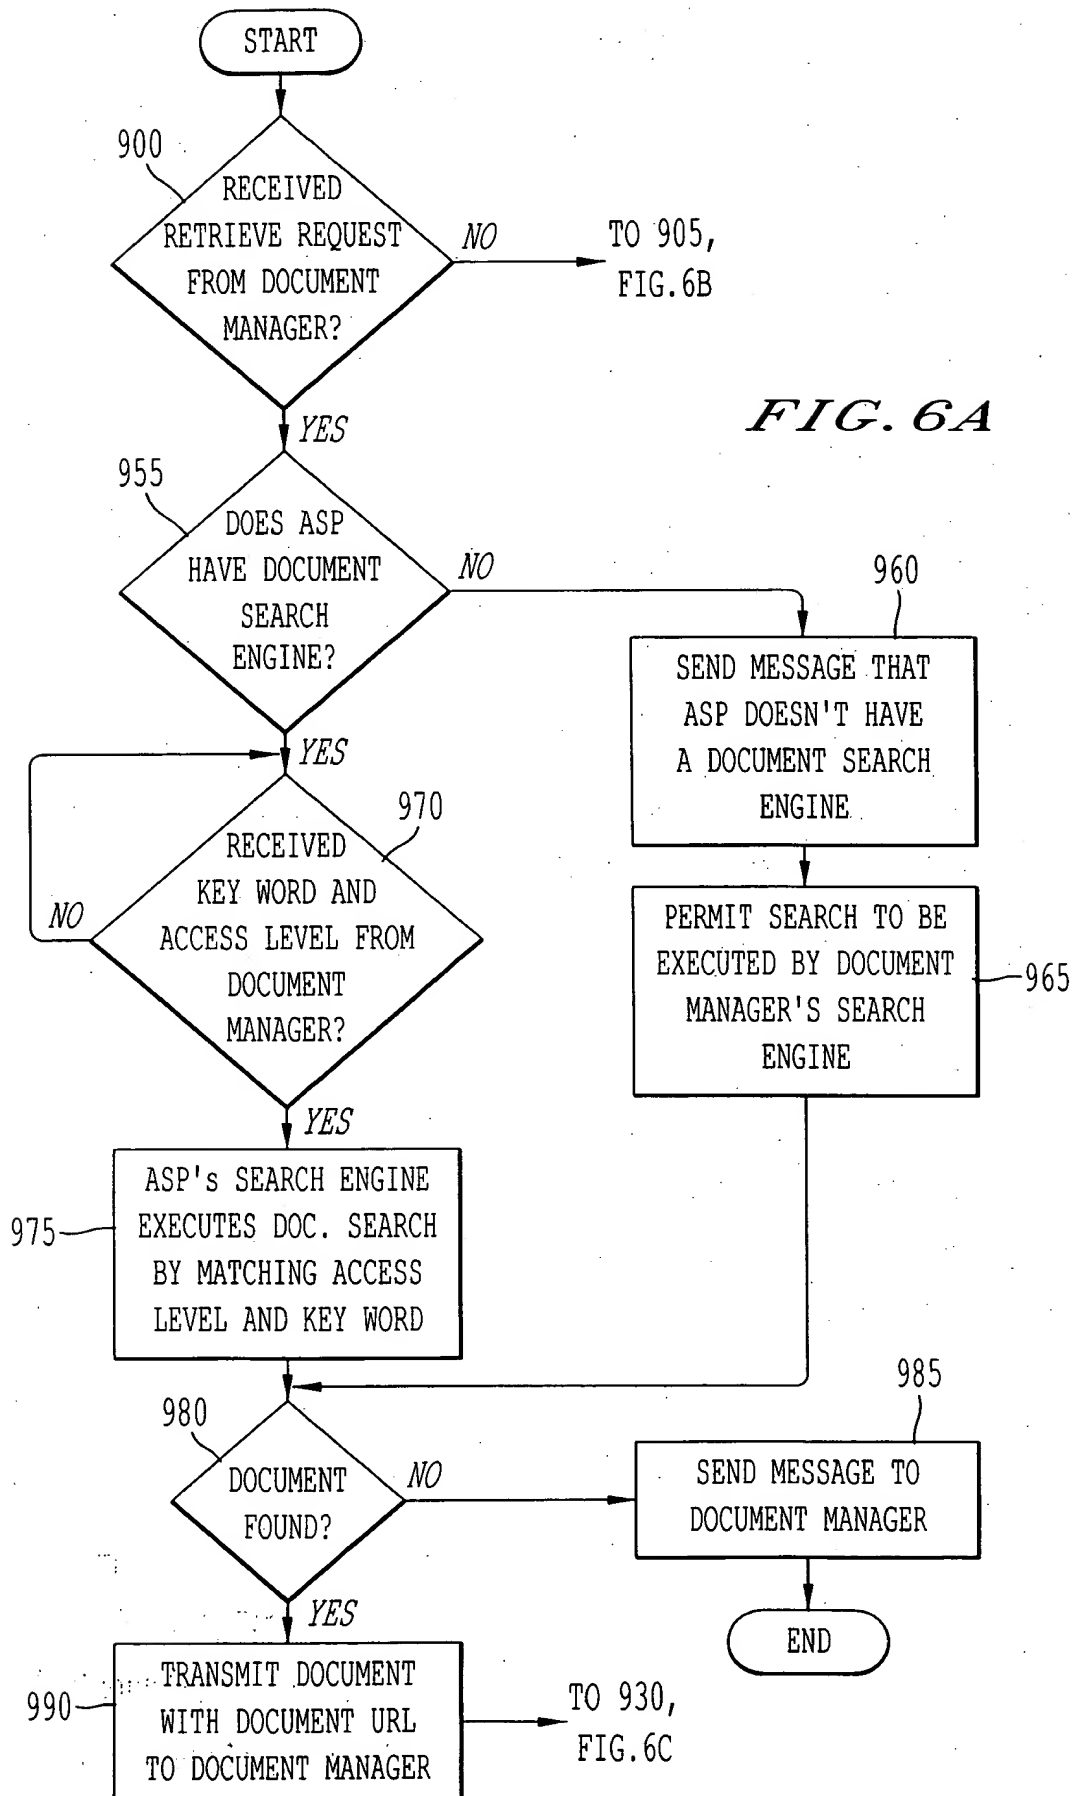 START
900
RECEIVED
RETRIEVE REQUEST
FROM DOCUMENT
MANAGER?
NO
TO 905,
FIG.6B
FIG. 6A
YES
955
DOES ASP
HAVE DOCUMENT
SEARCH
ENGINE?
NO
960
SEND MESSAGE THAT
ASP DOESN'T HAVE
A DOCUMENT SEARCH
ENGINE
YES
970
RECEIVED
KEY WORD AND
ACCESS LEVEL FROM
DOCUMENT
MANAGER?
NO
PERMIT SEARCH TO BE
EXECUTED BY DOCUMENT
MANAGER'S SEARCH
ENGINE
965
YES
975
ASP's SEARCH ENGINE
EXECUTES DOC. SEARCH
BY MATCHING ACCESS
LEVEL AND KEY WORD
980
DOCUMENT
FOUND?
NO
985
SEND MESSAGE TO
DOCUMENT MANAGER
END
YES
990
TRANSMIT DOCUMENT
WITH DOCUMENT URL
TO DOCUMENT MANAGER
TO 930,
FIG.6C